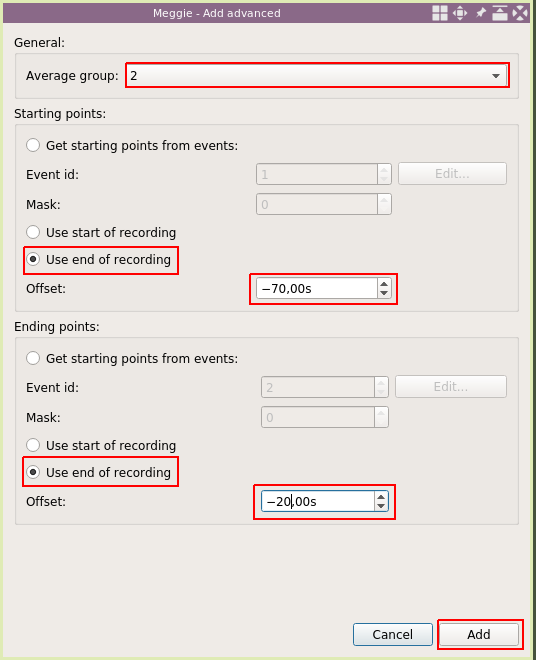 Meggie - Add advanced
General:
Average group: 2
Starting points:
Get starting points from events:
Event id: 1 Edit...
Mask: 0
Use start of recording
Use end of recording
Offset: −70,00s
Ending points:
Get starting points from events:
Event id: 2 Edit...
Mask: 0
Use start of recording
Use end of recording
Offset: −20,00s
Cancel Add